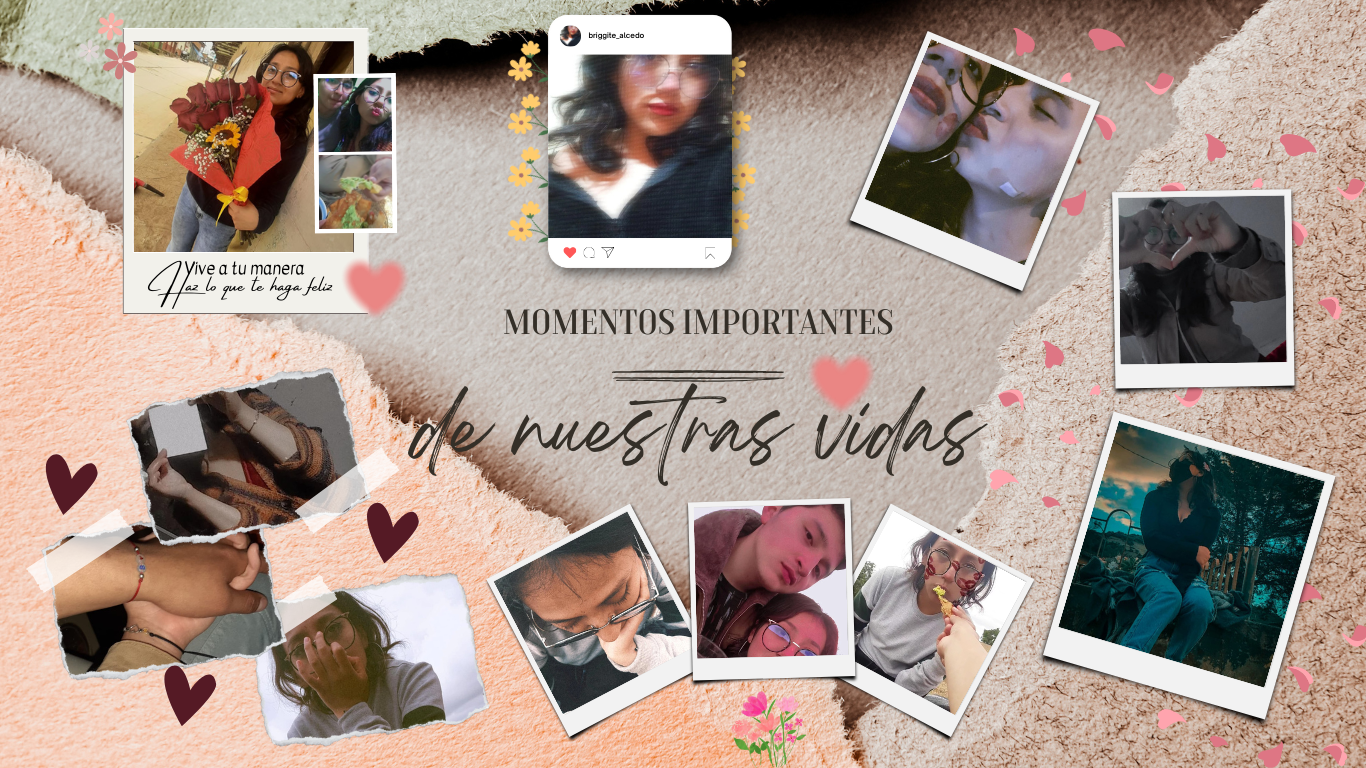 briggite_alcedo
Vive a tu manera
Haz lo que te haga feliz
MOMENTOS IMPORTANTES
de nuestras vidas